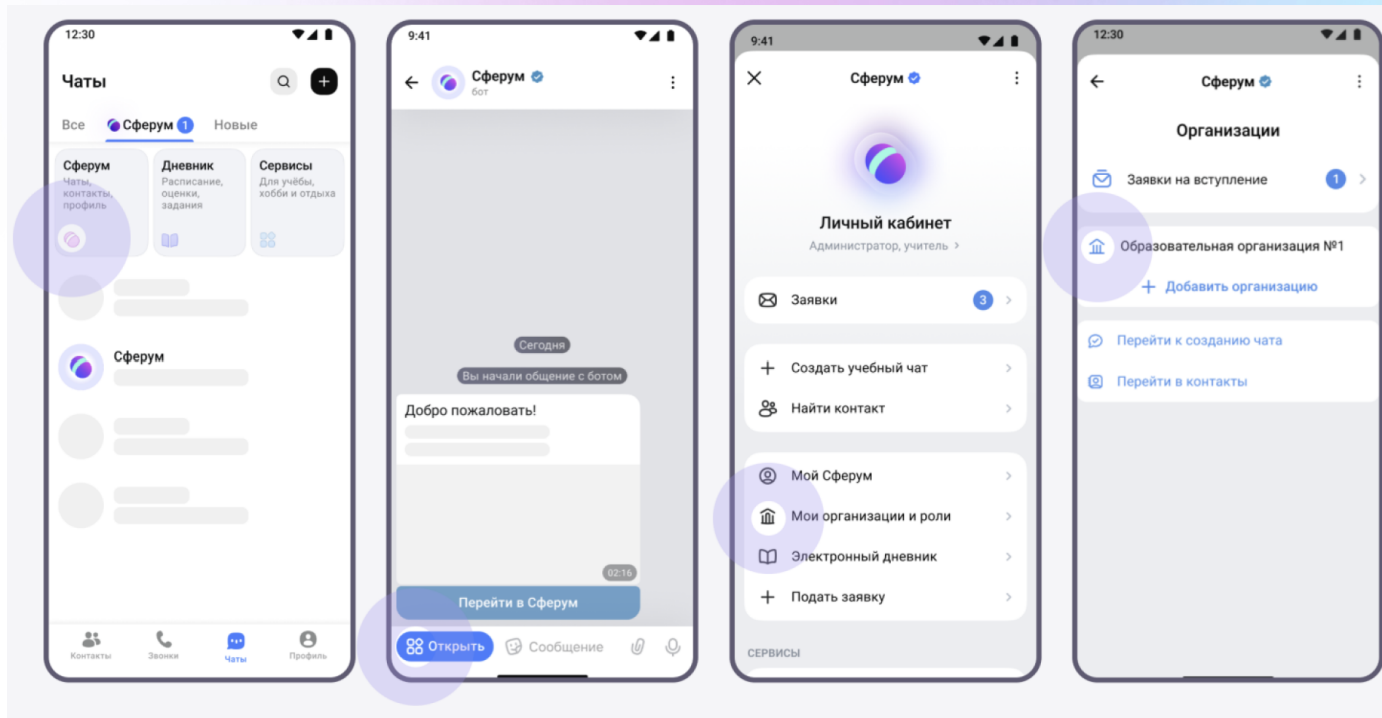 12:30
Чаты
Все
Сферум 1
Новые
Сферум
Чаты,
контакты,
профиль
Дневник
Расписание,
оценки,
задания
Сервисы
Для учёбы,
хобби и отдыха
Сферум
Контакты
Звонки
Чаты
Профиль
9:41
Сферум
бот
Сегодня
Вы начали общение с ботом
Добро пожаловать!
02:16
Перейти в Сферум
Открыть
Сообщение
9:41
Сферум
Личный кабинет
Администратор, учитель
Заявки 3
Создать учебный чат
Найти контакт
Мой Сферум
Мои организации и роли
Электронный дневник
Подать заявку
СЕРВИСЫ
12:30
Сферум
Организации
Заявки на вступление 1
Образовательная организация №1
+ Добавить организацию
Перейти к созданию чата
Перейти в контакты